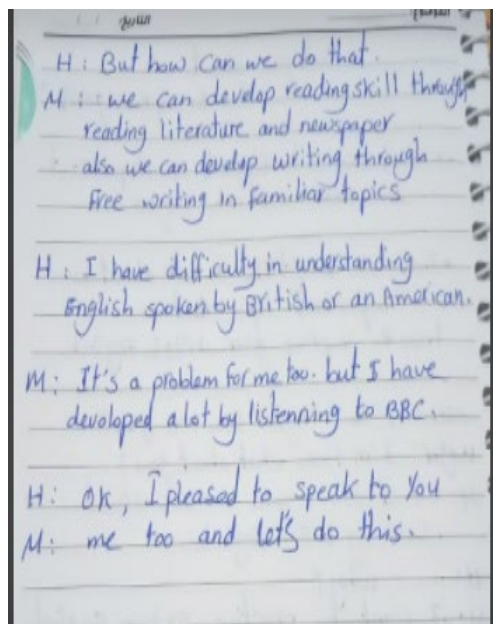 التاريخ
H: But how can we do that.
M: we can develop reading skill through
reading literature and newspaper
also we can develop writing through
Free writing in familiar topics
H: I have difficulty in understanding
English spoken by British or an American.
M: It's a problem for me too. but I have
devoloped a lot by listenning to BBC.
H: OK, I pleased to speak to You
M: me too and let's do this.